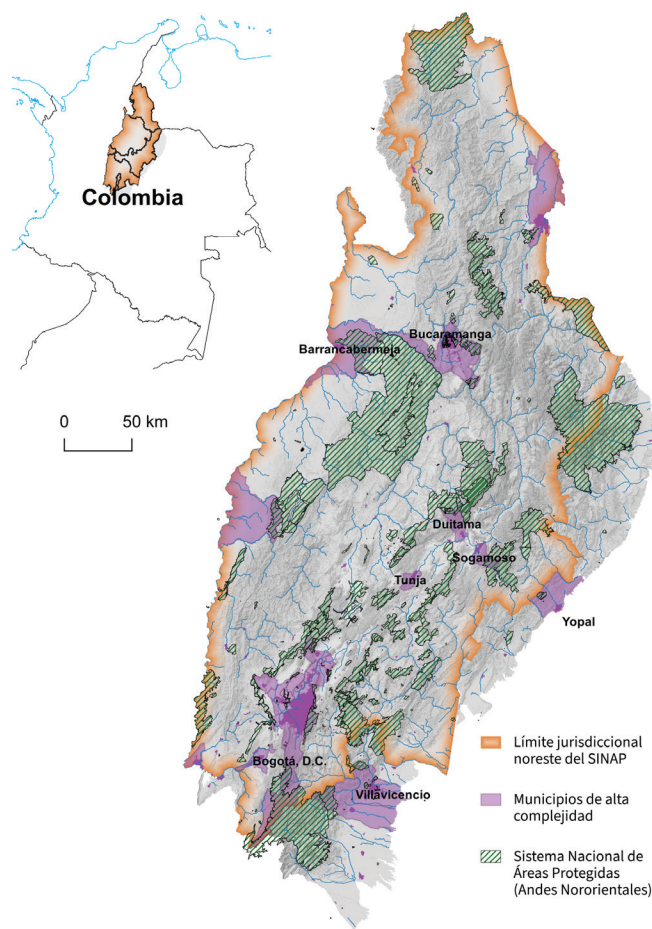 Colombia
0 50 km
Bucaramanga
Barrancabermeja
Duitama
Sogamoso
Tunja
Yopal
Bogotá, D.C.
Villavicencio
Límite jurisdiccional
noreste del SINAP
Municipios de alta
complejidad
Sistema Nacional de
Áreas Protegidas
(Andes Nororientales)